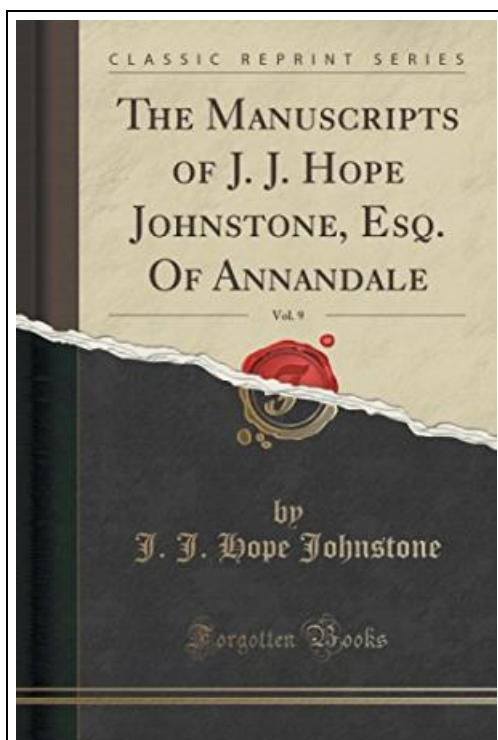 CLASSIC REPRINT SERIES
THE MANUSCRIPTS
OF J. J. HOPE
JOHNSTONE, ESQ.
OF ANNANDALE
Vol. 9
by
J. J. Hope Johnstone
Forgotten Books